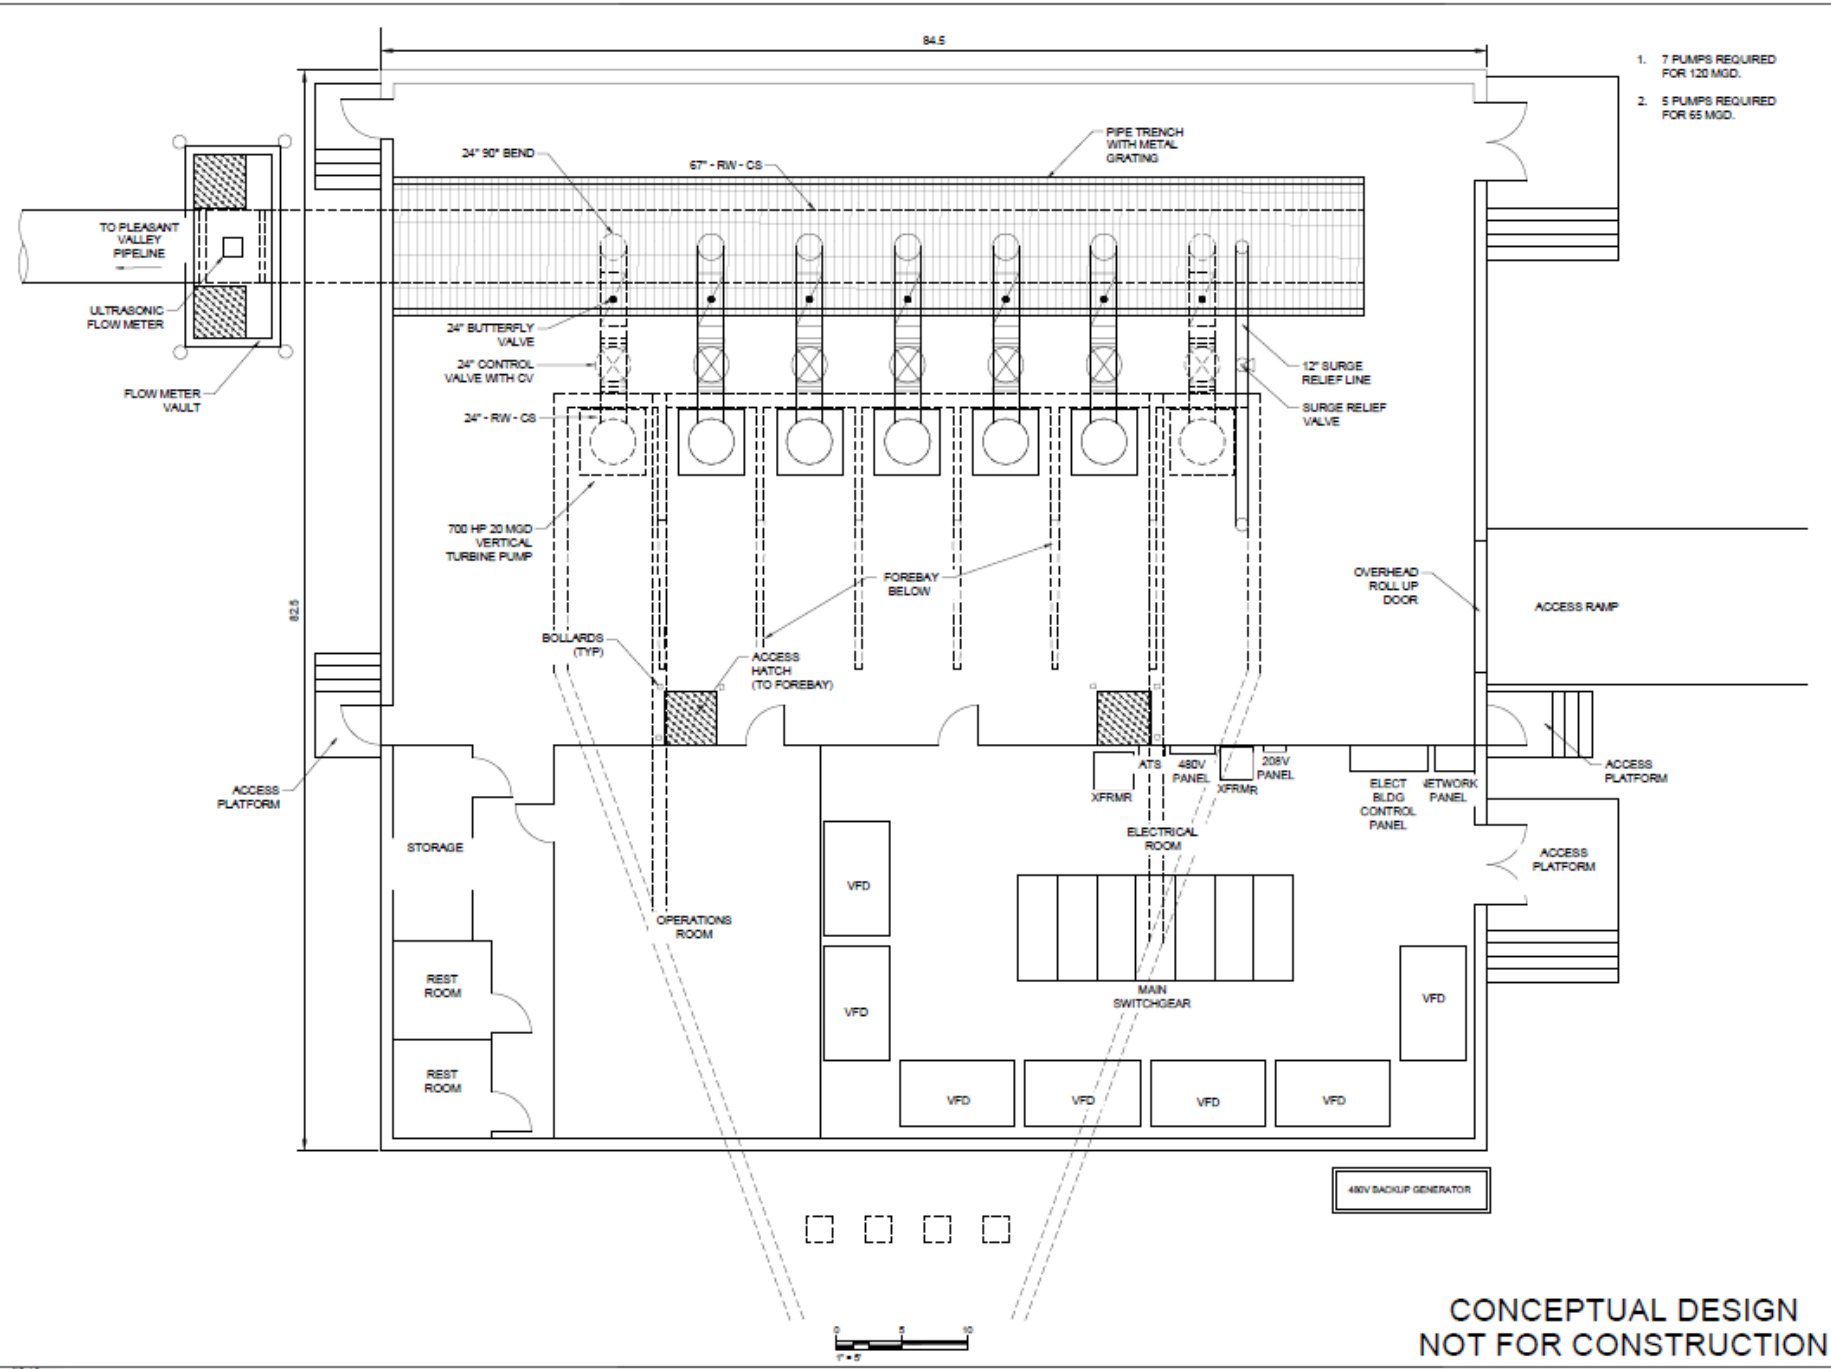 84.5
1. 7 PUMPS REQUIRED
FOR 120 MGD.
2. 5 PUMPS REQUIRED
FOR 65 MGD.
PIPE TRENCH
WITH METAL
GRATING
24" 90° BEND
67" - RW - CS
TO PLEASANT
VALLEY
PIPELINE
ULTRASONIC
FLOW METER
24" BUTTERFLY
VALVE
24" CONTROL
VALVE WITH CV
12" SURGE
RELIEF LINE
FLOW METER
VAULT
24" - RW - CS
SURGE RELIEF
VALVE
700 HP 20 MGD
VERTICAL
TURBINE PUMP
FOREBAY
BELOW
OVERHEAD
ROLL UP
DOOR
ACCESS RAMP
82.5
BOLLARDS
(TYP)
ACCESS
HATCH
(TO FOREBAY)
ACCESS
PLATFORM
ATS
480V
PANEL
208V
PANEL
XFRMR
XFRMR
ELECT
BLDG
CONTROL
PANEL
NETWORK
PANEL
ACCESS
PLATFORM
STORAGE
ELECTRICAL
ROOM
ACCESS
PLATFORM
VFD
OPERATIONS
ROOM
REST
ROOM
MAIN
SWITCHGEAR
VFD
VFD
REST
ROOM
VFD
VFD
VFD
VFD
480V BACKUP GENERATOR
0 5 10
1" = 5'
CONCEPTUAL DESIGN
NOT FOR CONSTRUCTION